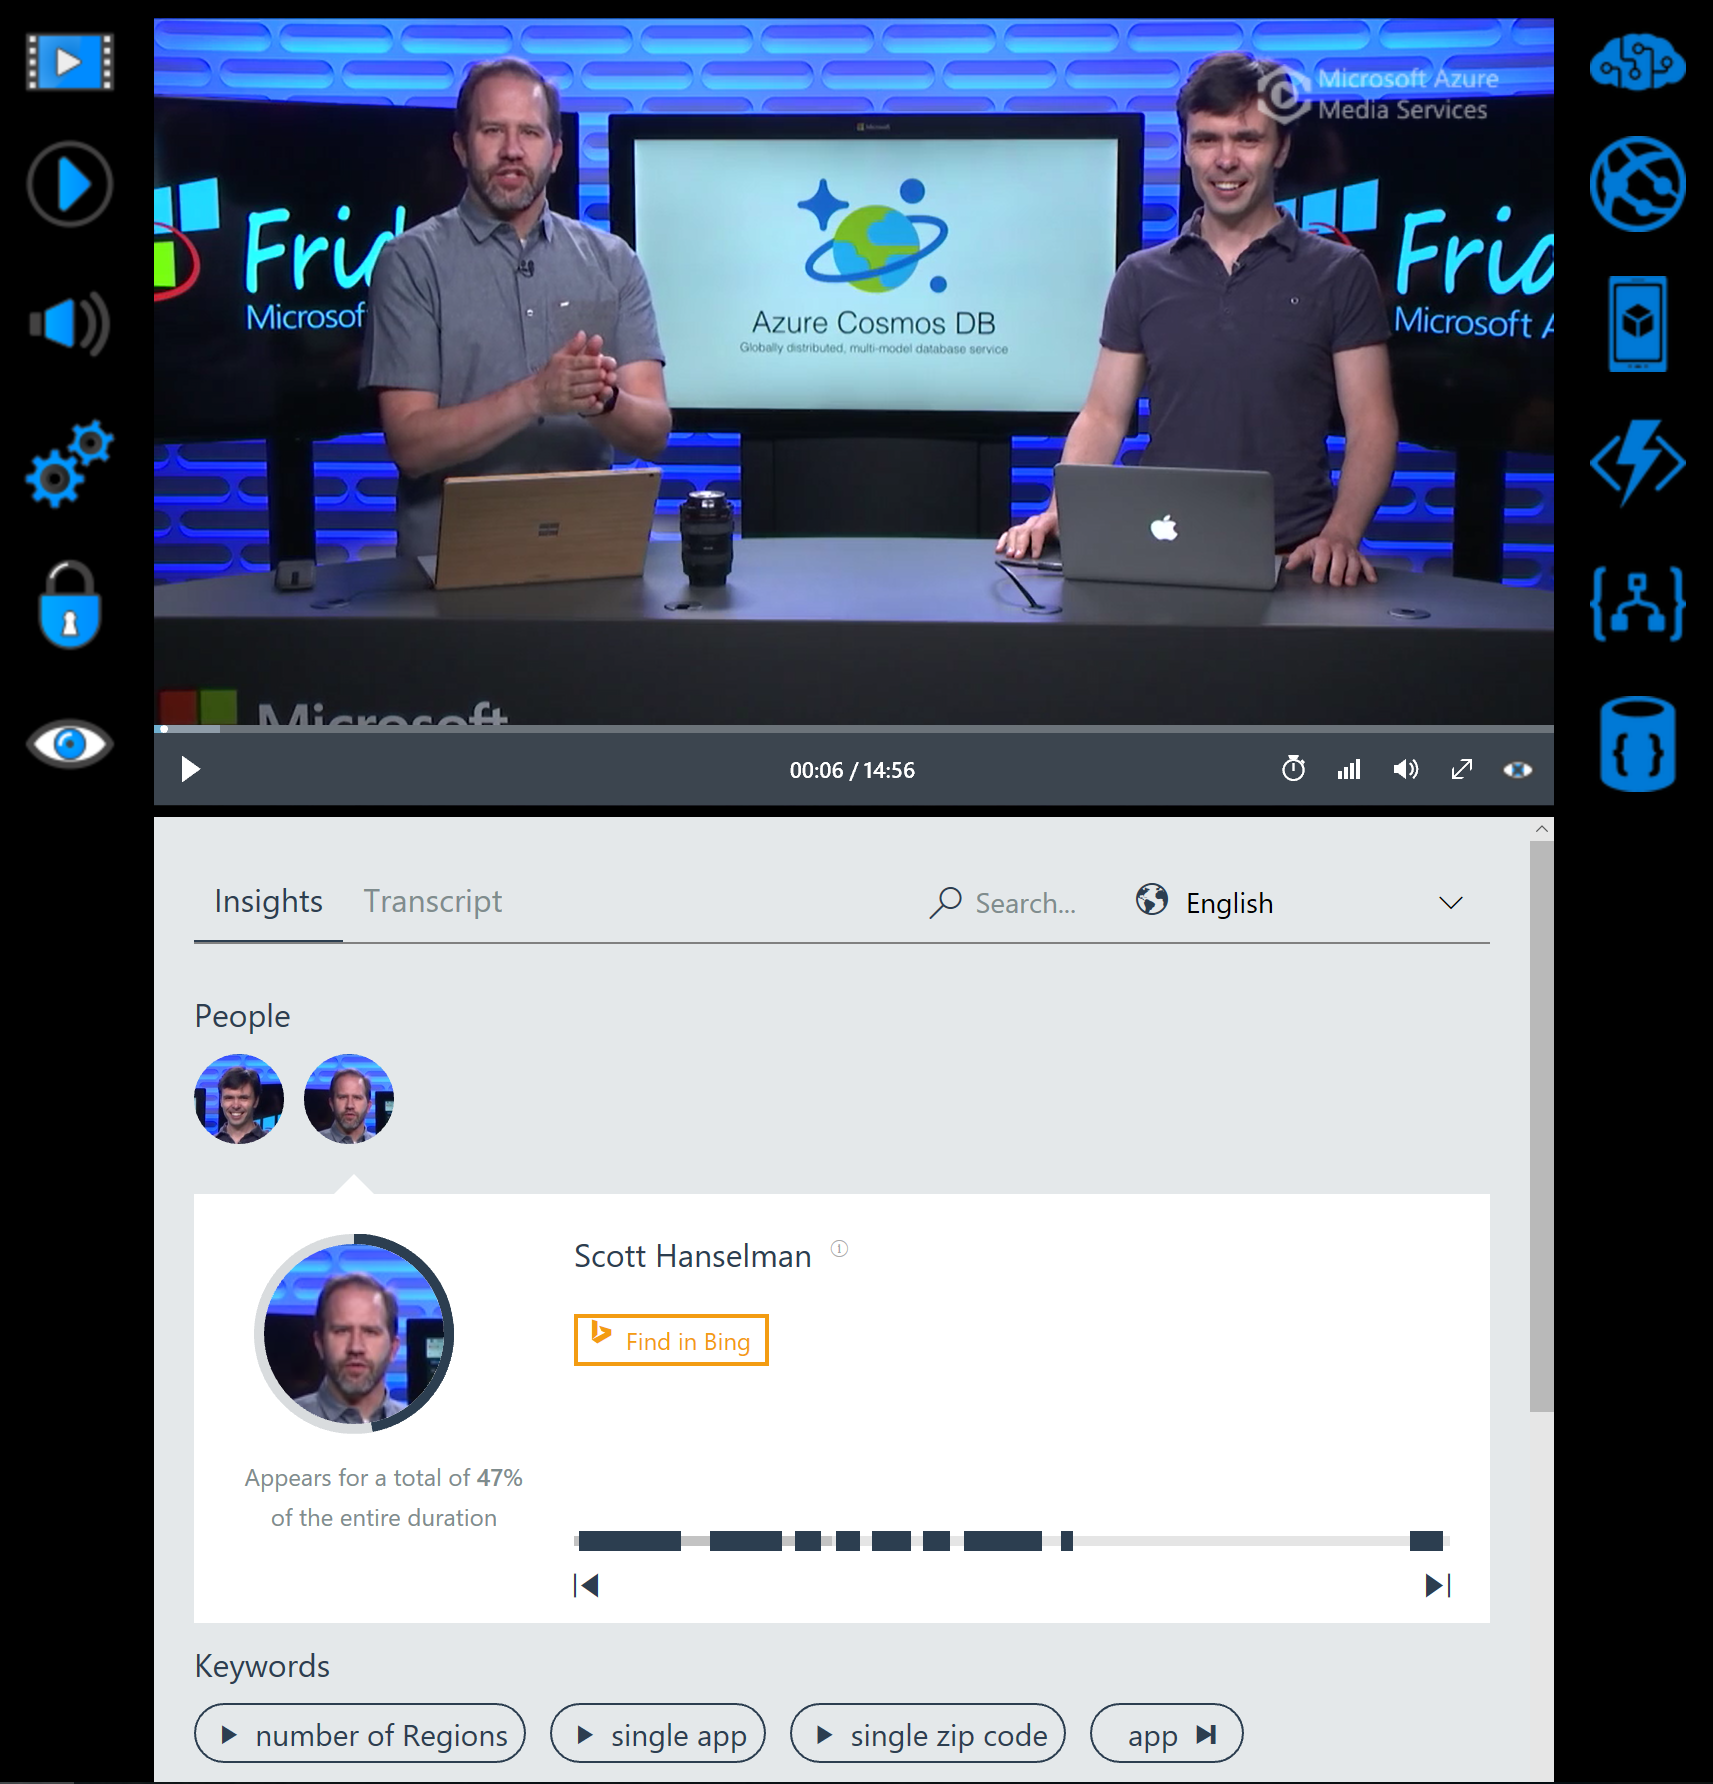 Microsoft Azure
Media Services
Microsoft
Frid
Microsof
Azure Cosmos DB
Globally distributed, multi-model database service
Fric
Microsoft A
Microsoft
00:06 / 14:56
Insights
Transcript
Search...
English
People
Scott Hanselman
Find in Bing
Appears for a total of 47%
of the entire duration
Keywords
number of Regions
single app
single zip code
app